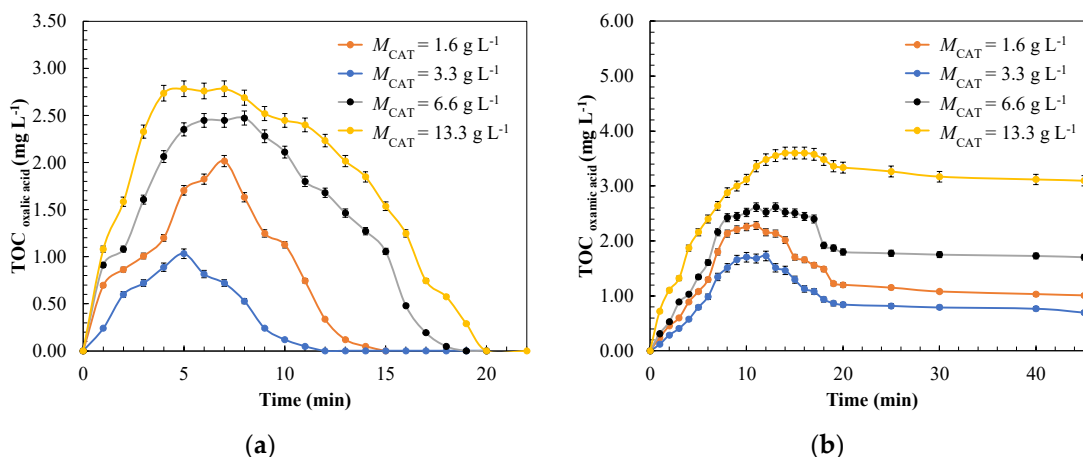 TOC oxalic acid (mg L-1)
3.50
3.00
2.50
2.00
1.50
1.00
0.50
0.00
0 5 10 15 20
Time (min)
MCAT = 1.6 g L-1
MCAT = 3.3 g L-1
MCAT = 6.6 g L-1
MCAT = 13.3 g L-1
(a)
TOC oxamic acid (mg L-1)
6.00
5.00
4.00
3.00
2.00
1.00
0.00
0 10 20 30 40
Time (min)
MCAT = 1.6 g L-1
MCAT = 3.3 g L-1
MCAT = 6.6 g L-1
MCAT = 13.3 g L-1
(b)